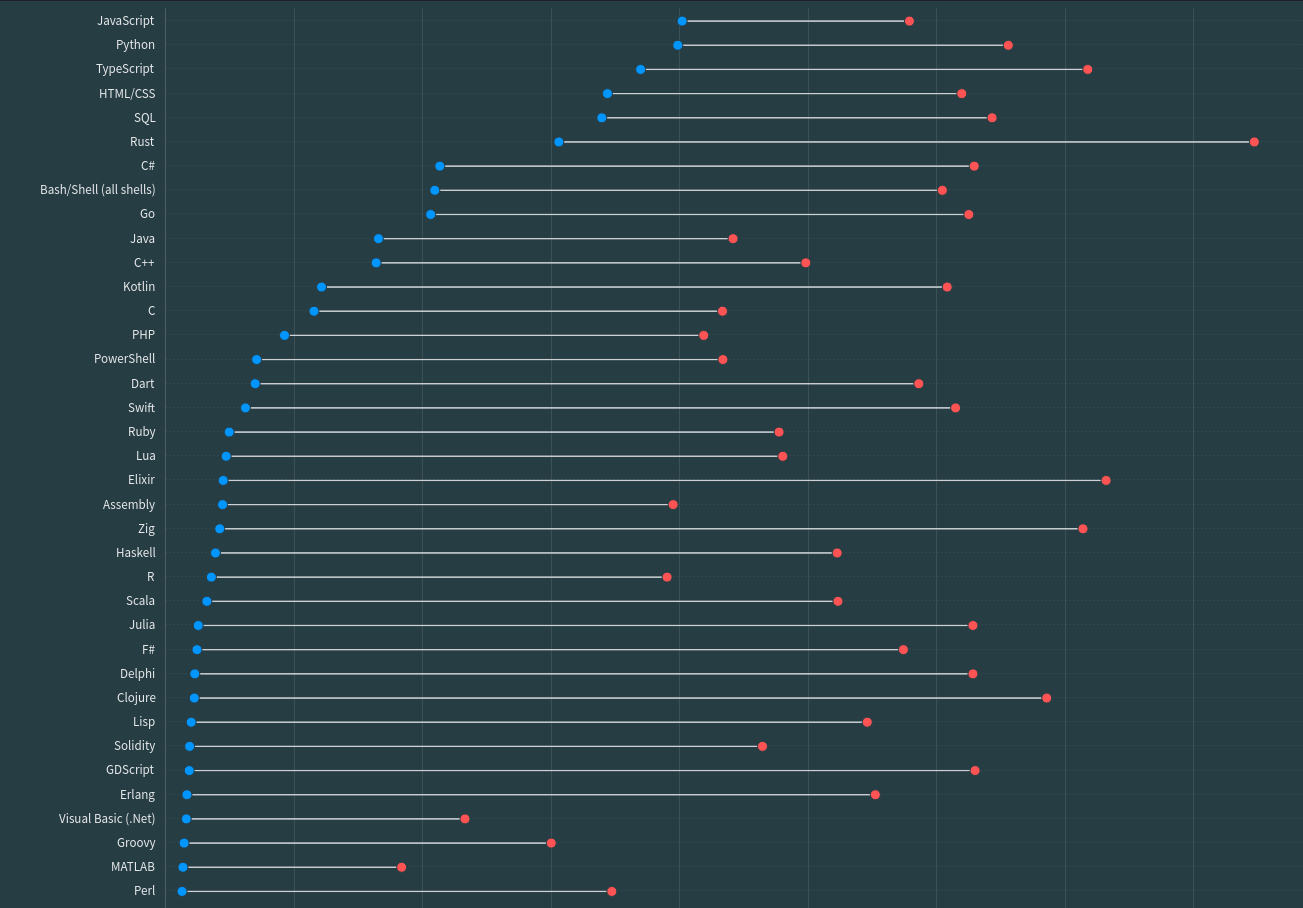 JavaScript
Python
TypeScript
HTML/CSS
SQL
Rust
C#
Bash/Shell (all shells)
Go
Java
C++
Kotlin
C
PHP
PowerShell
Dart
Swift
Ruby
Lua
Elixir
Assembly
Zig
Haskell
R
Scala
Julia
F#
Delphi
Clojure
Lisp
Solidity
GDScript
Erlang
Visual Basic (.Net)
Groovy
MATLAB
Perl